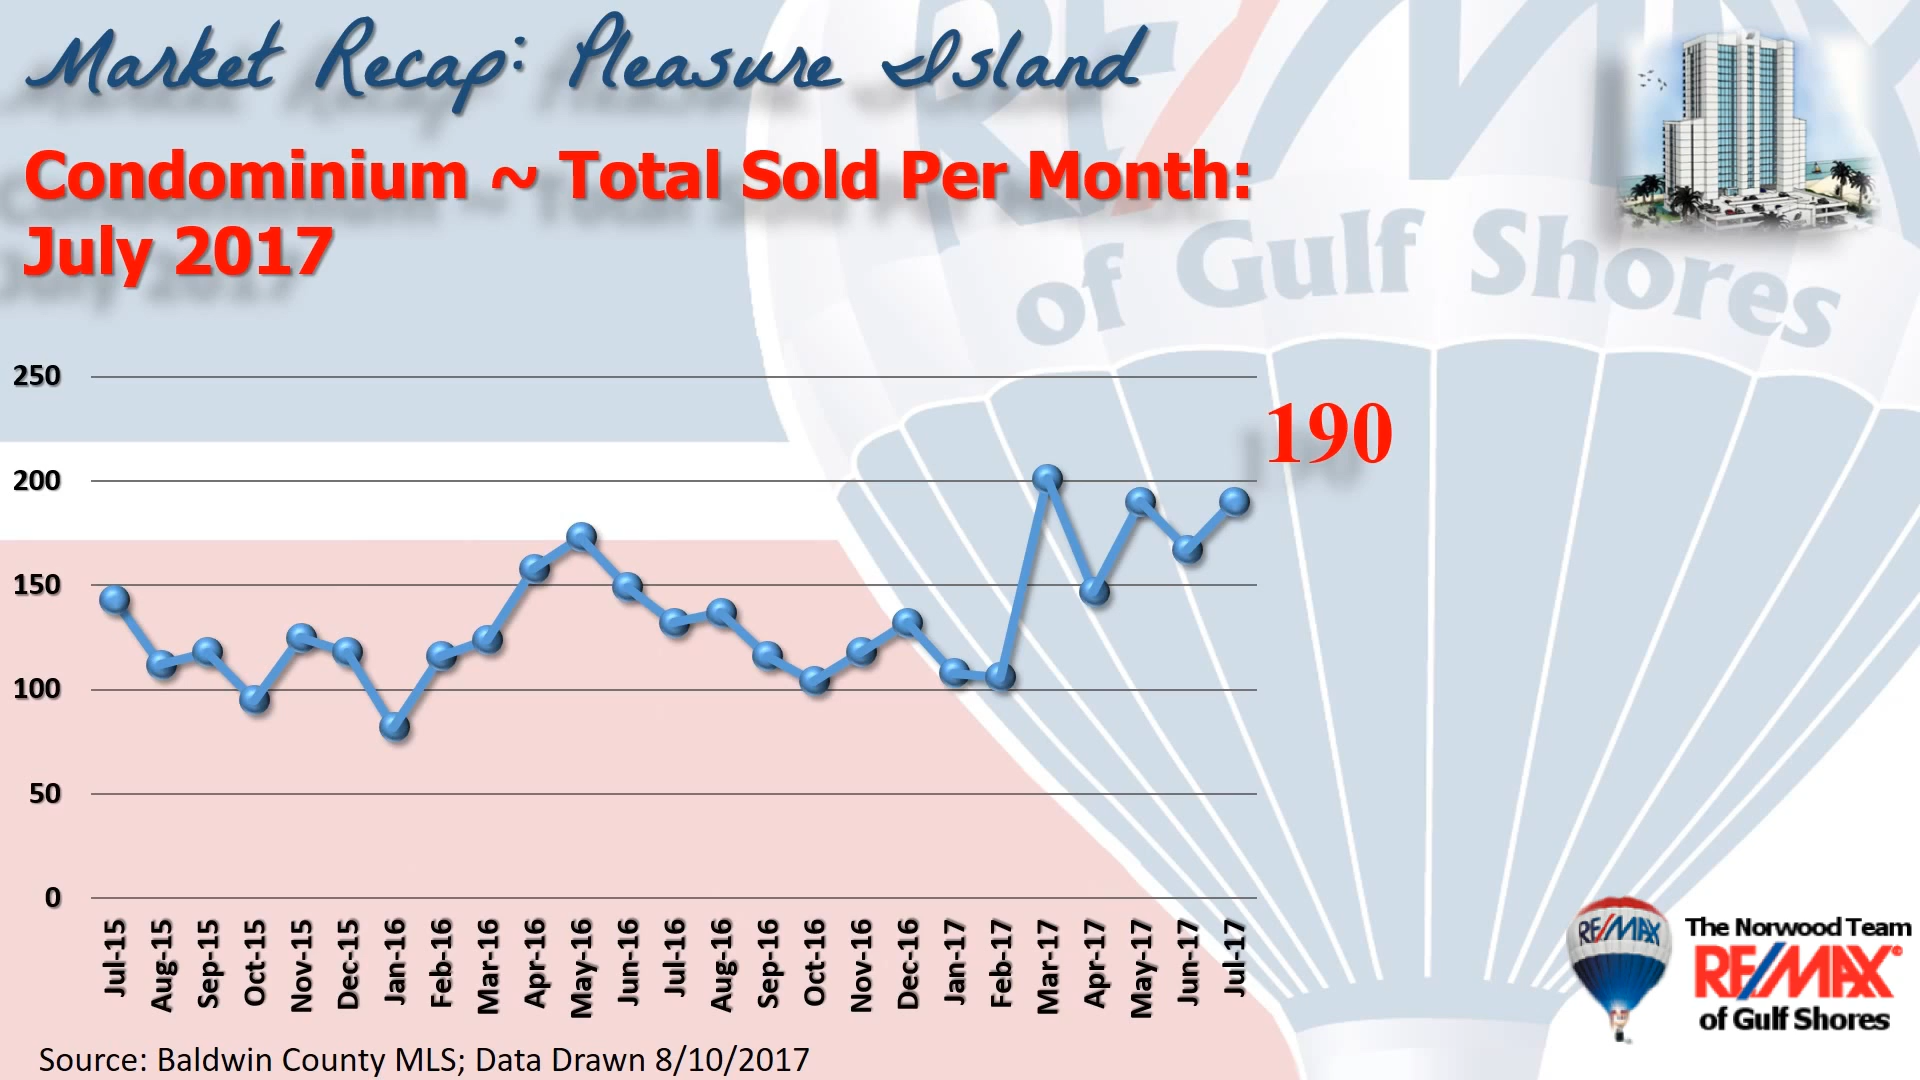 Market Recap: Pleasure Island
Condominium ~ Total Sold Per Month:
July 2017
RE/MAX
of Gulf Shores
250
200
150
100
50
0
190
Jul-15 Aug-15 Sep-15 Oct-15 Nov-15 Dec-15 Jan-16 Feb-16 Mar-16 Apr-16 May-16 Jun-16 Jul-16 Aug-16 Sep-16 Oct-16 Nov-16 Dec-16 Jan-17 Feb-17 Mar-17 Apr-17 May-17 Jun-17 Jul-17
Source: Baldwin County MLS; Data Drawn 8/10/2017
RE/MAX
The Norwood Team
RE/MAX
of Gulf Shores